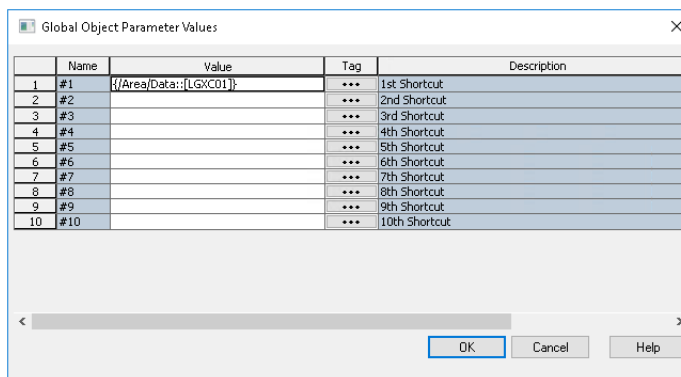 Global Object Parameter Values
Name Value Tag Description
1 #1 {/Area/Data::[LGXC01]} ••• 1st Shortcut
2 #2 ••• 2nd Shortcut
3 #3 ••• 3rd Shortcut
4 #4 ••• 4th Shortcut
5 #5 ••• 5th Shortcut
6 #6 ••• 6th Shortcut
7 #7 ••• 7th Shortcut
8 #8 ••• 8th Shortcut
9 #9 ••• 9th Shortcut
10 #10 ••• 10th Shortcut
OK Cancel Help